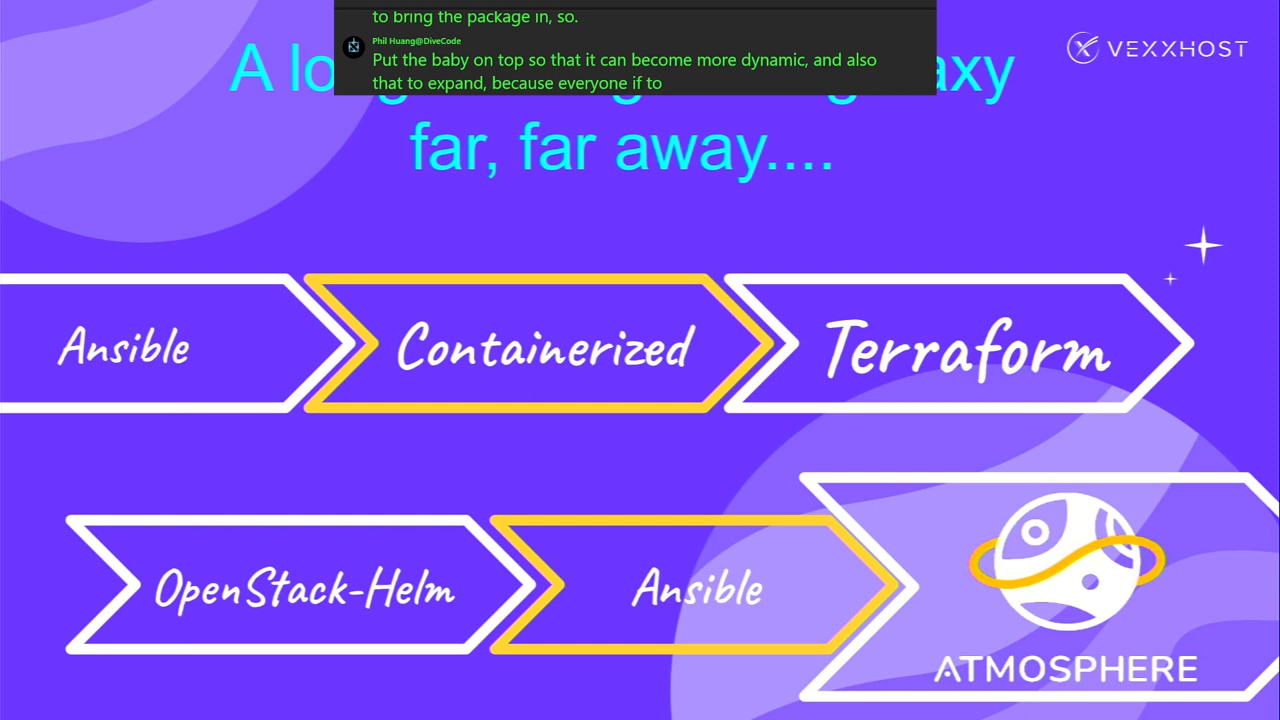 to bring the package in, so.
Phil Huang@DiveCode
Put the baby on top so that it can become more dynamic, and also
that to expand, because everyone if to
A lo axy
far, far away....
VEXXHOST
Ansible
Containerized
Terraform
OpenStack-Helm
Ansible
ATMOSPHERE